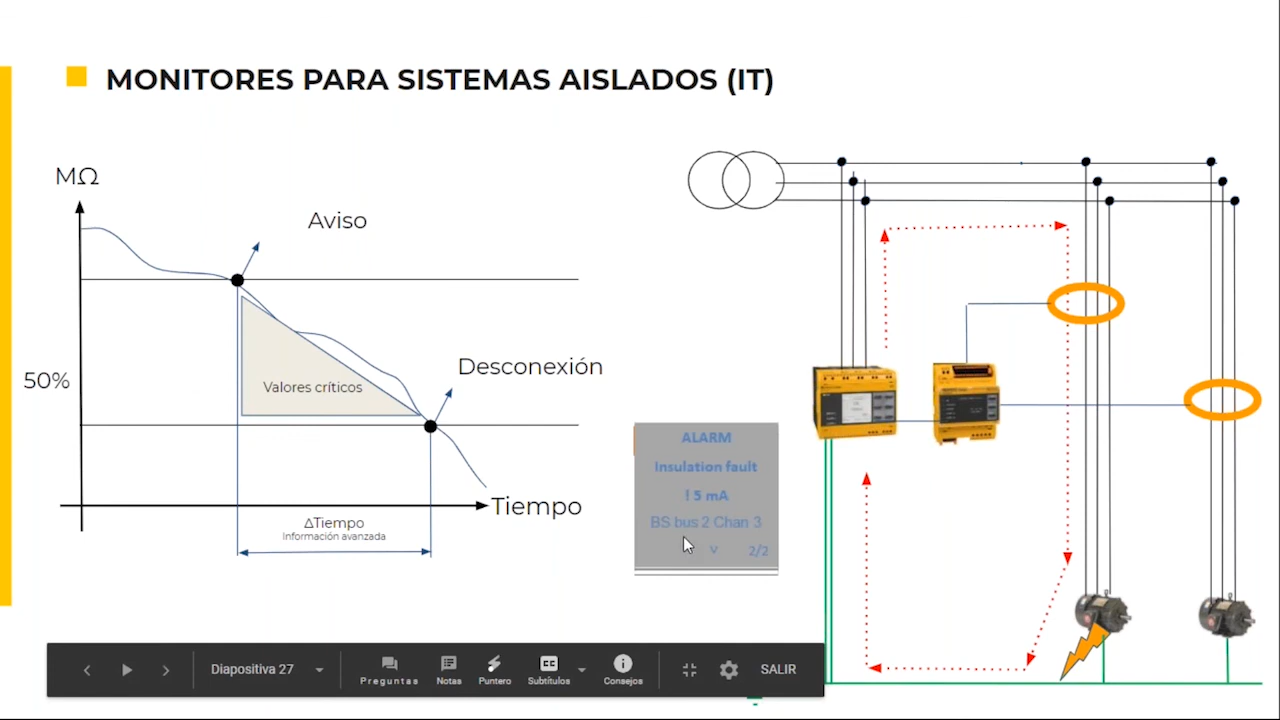 MONITORES PARA SISTEMAS AISLADOS (IT)
MΩ
Aviso
Desconexión
50%
Valores críticos
Tiempo
ΔTiempo
Información avanzada
ALARM
Insulation fault
! 5 mA
BS bus 2 Chan 3
v 2/2
Diapositiva 27
Preguntas
Notas
Puntero
CC
Subtítulos
Consejos
SALIR